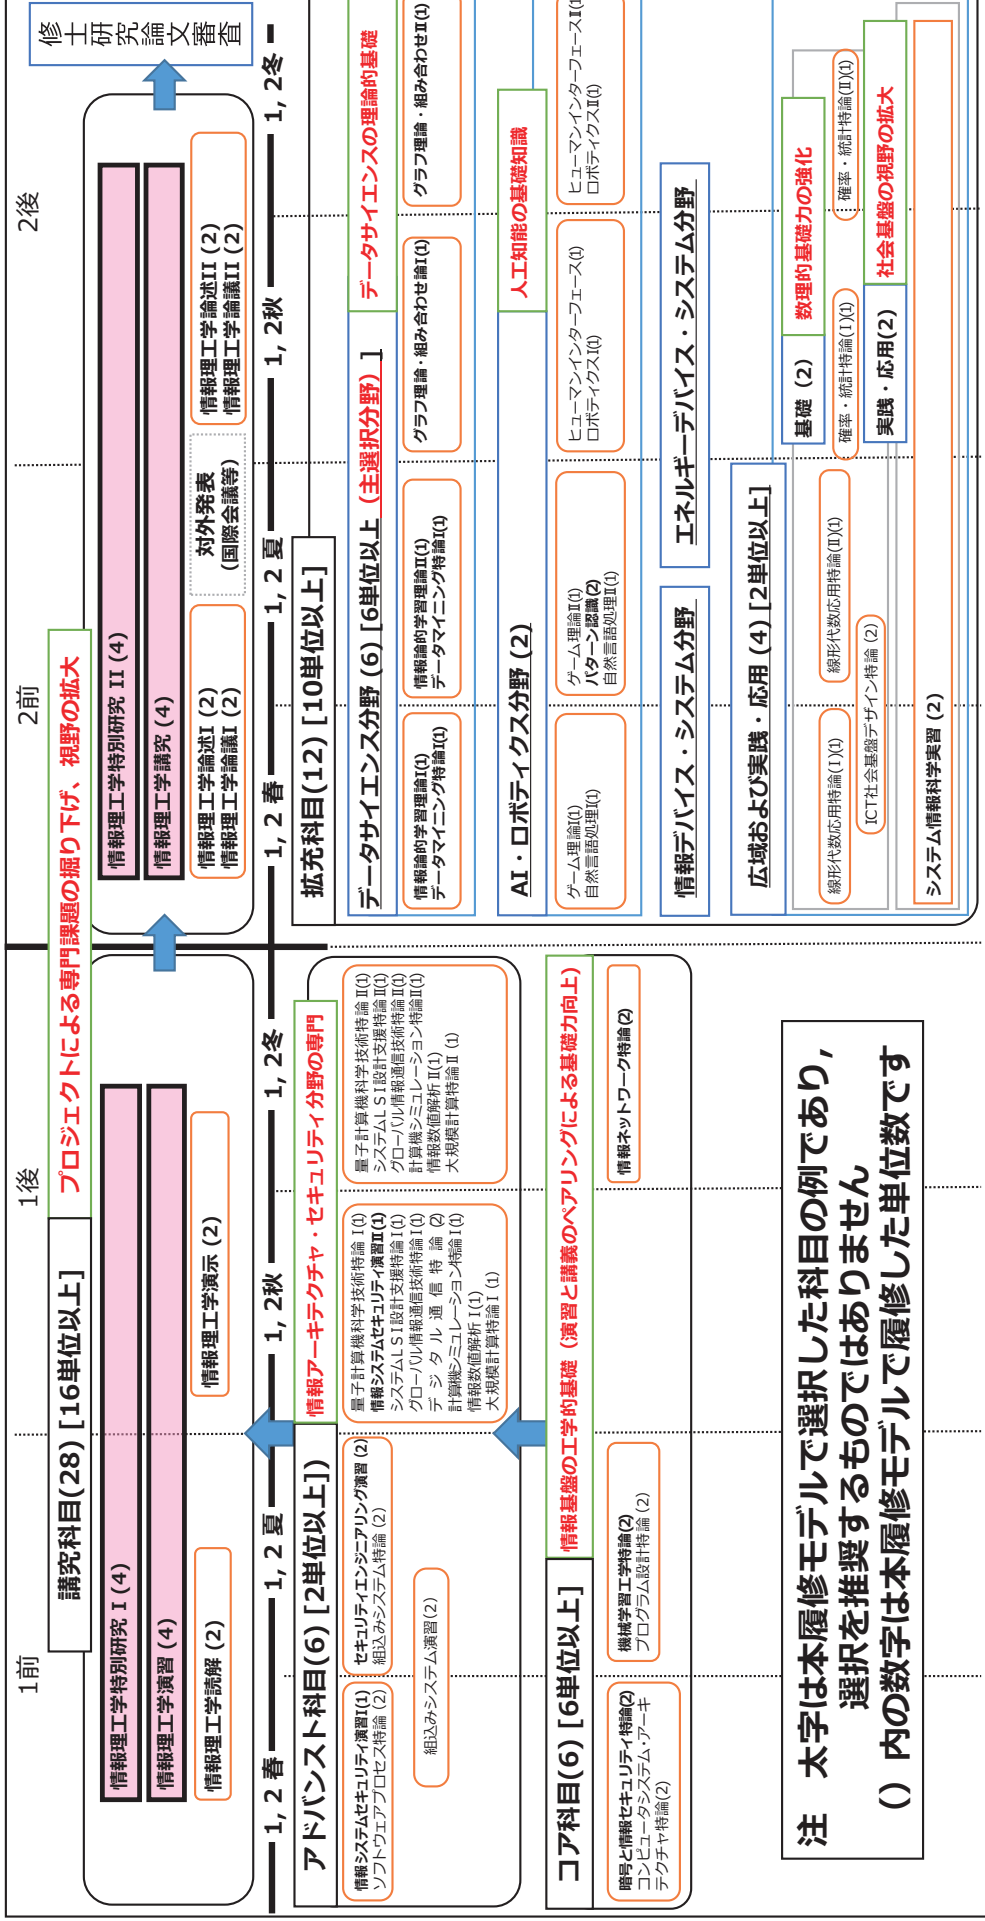 1前
1後
2前
2後
講究科目(28) [16単位以上]
プロジェクトによる専門課題の掘り下げ、視野の拡大
情報理工学特別研究 I (4)
情報理工学演習 (4)
情報理工学読解 (2)
情報理工学演示 (2)
情報理工学特別研究 II (4)
情報理工学講究 (4)
情報理工学論述I (2)
情報理工学論議I (2)
対外発表
(国際会議等)
情報理工学論述II (2)
情報理工学論議II (2)
修士研究論文審査
1, 2 春
1, 2 夏
1, 2秋
1, 2冬
1, 2 春
1, 2 夏
1, 2秋
1, 2冬
アドバンスト科目(6) [2単位以上])
情報アーキテクチャ・セキュリティ分野の専門
情報システムセキュリティ演習I(1)
ソフトウェアプロセス特論 (2)
セキュリティエンジニアリング演習 (2)
組込みシステム特論 (2)
組込みシステム演習(2)
量子計算機科学技術特論Ⅰ(1)
情報システムセキュリティ演習II(1)
システムＬＳＩ設計支援特論Ⅰ(1)
グローバル情報通信技術特論Ⅰ(1)
デジタル通信特論(2)
計算機シミュレーション特論Ⅰ(1)
情報数値解析Ⅰ(1)
大規模計算特論Ⅰ(1)
量子計算機科学技術特論Ⅱ(1)
システムＬＳＩ設計支援特論Ⅱ(1)
グローバル情報通信技術特論Ⅱ(1)
計算機シミュレーション特論Ⅱ(1)
情報数値解析Ⅱ(1)
大規模計算特論Ⅱ(1)
コア科目(6) [6単位以上]
情報基盤の工学的基礎（演習と講義のペアリングによる基礎力向上）
暗号と情報セキュリティ特論(2)
コンピュータシステム・アーキ
テクチャ特論(2)
機械学習工学特論(2)
プログラム設計特論 (2)
情報ネットワーク特論(2)
拡充科目(12) [10単位以上]
データサイエンス分野 (6) [6単位以上（主選択分野）]
データサイエンスの理論的基礎
情報論的学習理論I(1)
データマイニング特論I(1)
情報論的学習理論II(1)
データマイニング特論I(1)
グラフ理論・組み合わせ論I(1)
グラフ理論・組み合わせII(1)
AI・ロボティクス分野 (2)
人工知能の基礎知識
ゲーム理論I(1)
自然言語処理I(1)
ゲーム理論Ⅱ(1)
パターン認識(2)
自然言語処理Ⅱ(1)
ヒューマンインターフェース(1)
ロボティクスI(1)
ヒューマンインターフェースⅡ(1)
ロボティクスⅡ(1)
情報デバイス・システム分野
エネルギーデバイス・システム分野
広域および実践・応用 (4) [2単位以上]
基礎 (2)
数理的基礎力の強化
線形代数応用特論(Ⅰ)(1)
線形代数応用特論(Ⅱ)(1)
確率・統計特論(Ⅰ)(1)
確率・統計特論(Ⅱ)(1)
ICT社会基盤デザイン特論 (2)
実践・応用(2)
社会基盤の視野の拡大
システム情報科学実習 (2)
注　太字は本履修モデルで選択した科目の例であり，
選択を推奨するものではありません
（）内の数字は本履修モデルで履修した単位数です